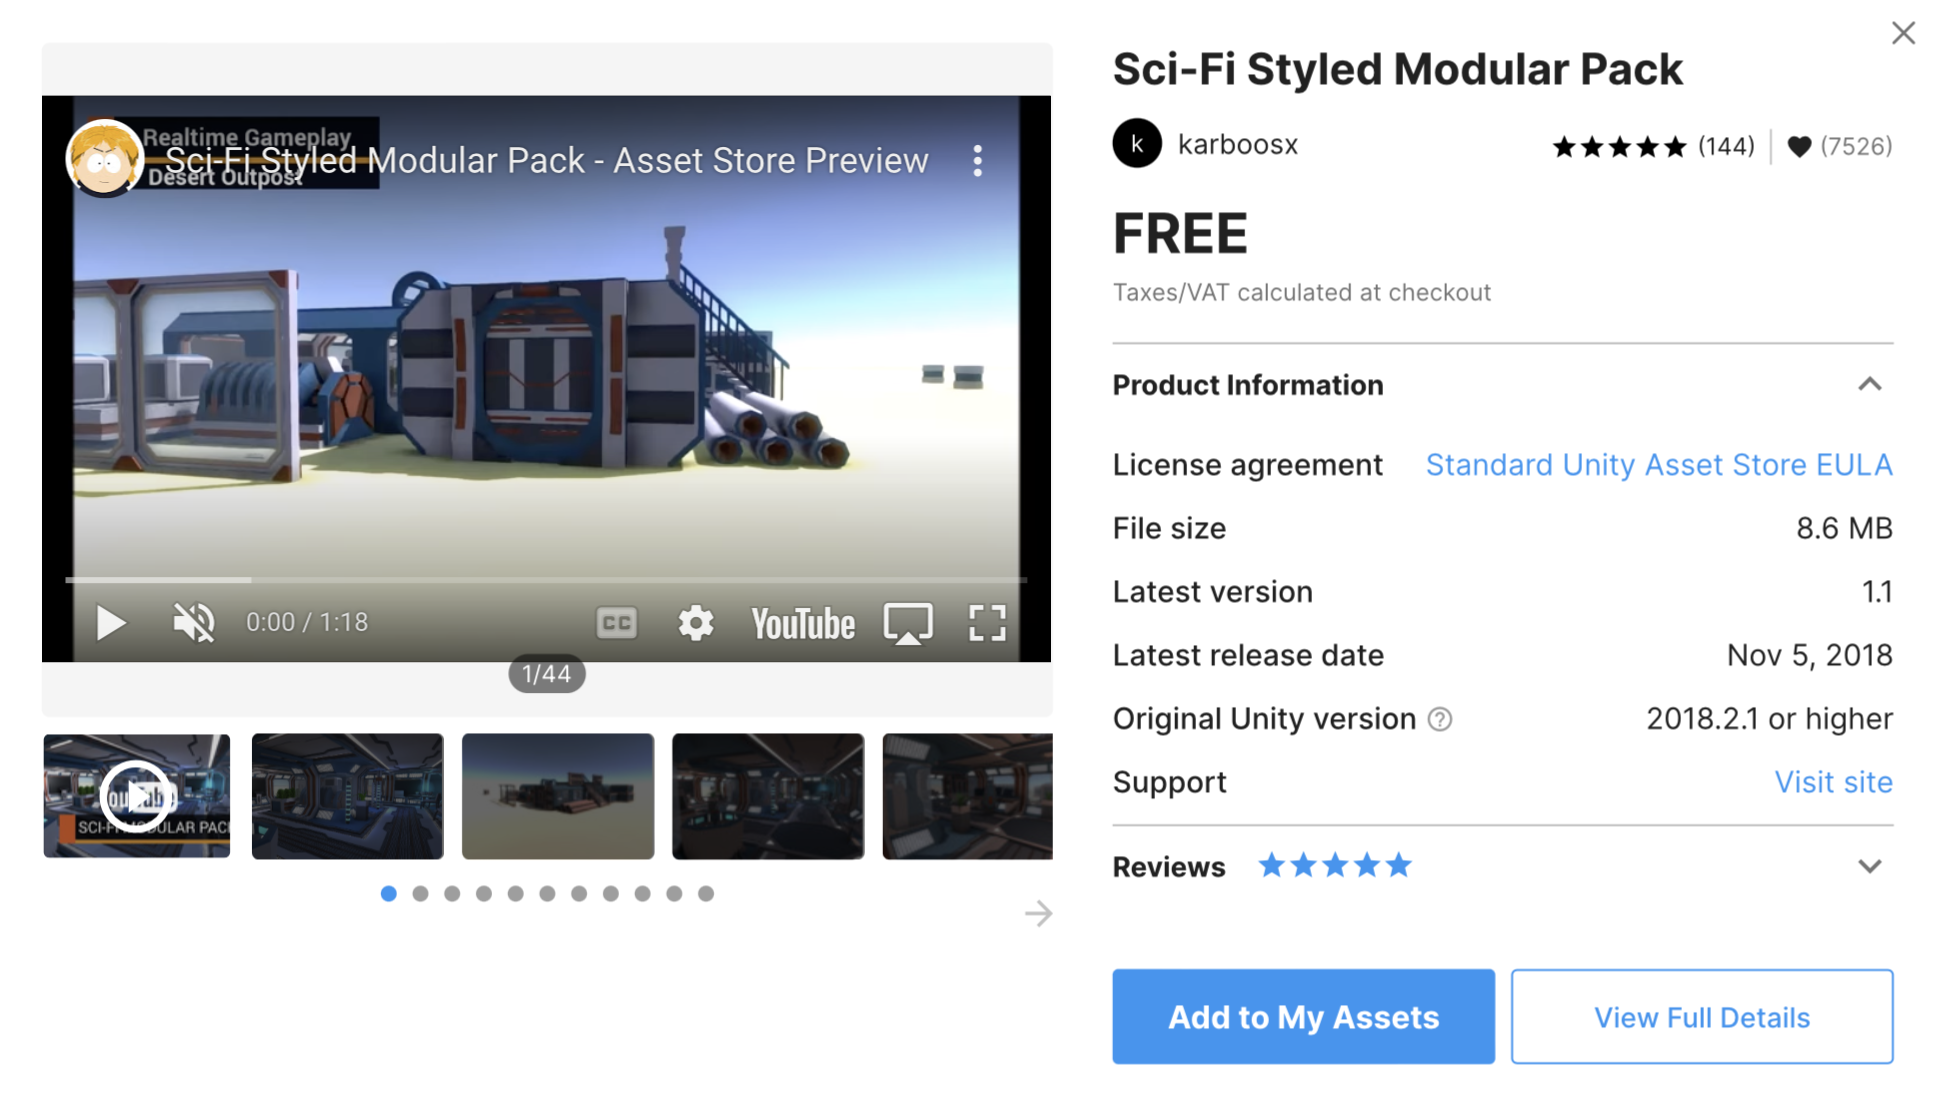 Realtime Gameplay
Sci-Fi Styled Modular Pack - Asset Store Preview
Desert Outpost
0:00 / 1:18
CC
YouTube
1/44
YouTube
SCI-FI MODULAR PACK
Sci-Fi Styled Modular Pack
k
karboosx
(144)
(7526)
FREE
Taxes/VAT calculated at checkout
Product Information
License agreement
Standard Unity Asset Store EULA
File size
8.6 MB
Latest version
1.1
Latest release date
Nov 5, 2018
Original Unity version ?
2018.2.1 or higher
Support
Visit site
Reviews
Add to My Assets
View Full Details